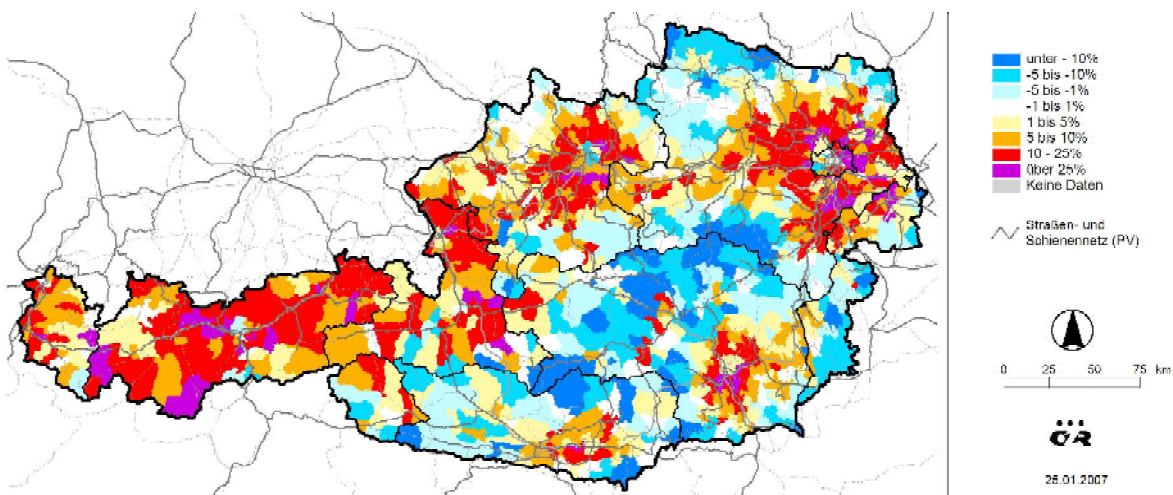 unter - 10%
-5 bis -10%
-5 bis -1%
-1 bis 1%
1 bis 5%
5 bis 10%
10 - 25%
über 25%
Keine Daten
Straßen- und
Schienennetz (PV)
0 25 50 75 km
25.01.2007